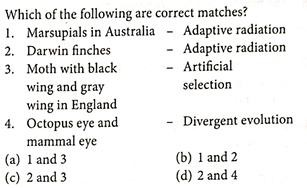 Which of the following are correct matches?
1. Marsupials in Australia – Adaptive radiation
2. Darwin finches – Adaptive radiation
3. Moth with black – Artificial
wing and gray selection
wing in England
4. Octopus eye and – Divergent evolution
mammal eye
(a) 1 and 3 (b) 1 and 2
(c) 2 and 3 (d) 2 and 4